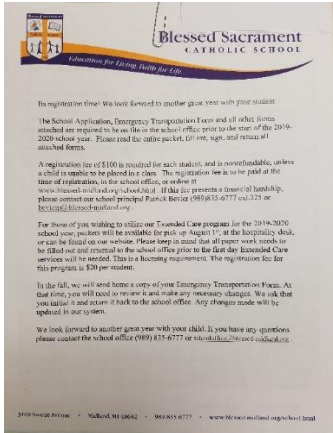 Blessed Sacrament
CATHOLIC SCHOOL
Education for Living, Faith for Life
Its registration time! We look forward to another great year with your student.
The School Application, Emergency Transportation Form and all other forms
attached are required to be on file in the school office prior to the start of the 2019-
2020 school year. Please read the entire packet, fill out, sign, and return all
attached forms.
A registration fee of $100 is required for each student, and is nonrefundable, unless
a child is unable to be placed in a class. The registration fee is to be paid at the
time of registration, in the school office, or online at
www.blessed-midland.org/school.html If this fee presents a financial hardship,
please contact our school principal Patrick (989)835-6777 ext.225 or
For those of you wishing to utilize our Extended Care program for the 2019-2020
school year, packets will be available for pick up August 1st, at the hospitality desk,
or can be found on our website. Please keep in mind that all paper work needs to
be filled out and returned to the school office prior to the first day Extended Care
services will be needed. This is a licensing requirement. The registration fee for
this program is $20 per student.
In the fall, we will send home a copy of your Emergency Transportation Form. At
that time, you will need to review it and make any necessary changes. We ask that
you initial it and return it back to the school office. Any changes made will be
updated in our system.
We look forward to another great year with your child. If you have any questions
please contact the school office (989) 835-6777 or
Swede Avenue • Midland, MI 48642 • 989.835.6777 • www.blessed-midland.org/school.html